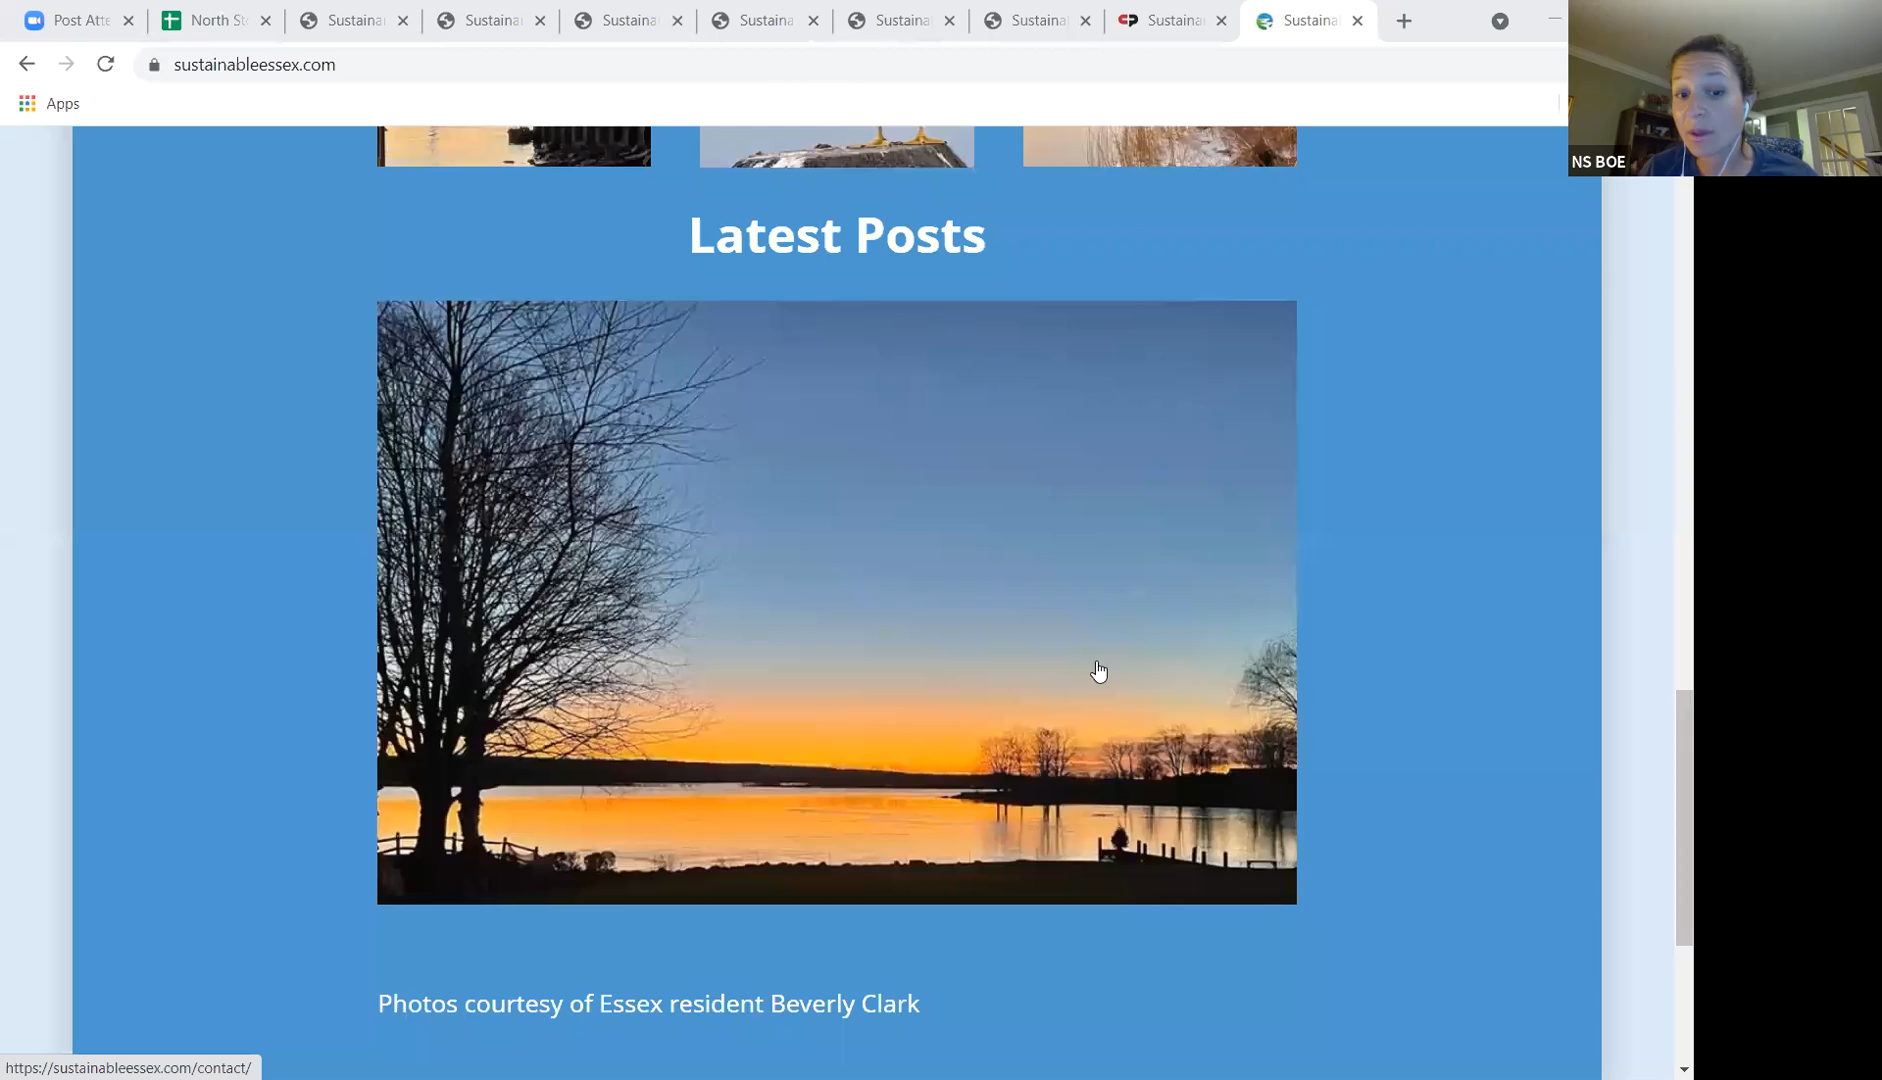 Post Atte
North St
Sustaina
Sustaina
Sustaina
Sustaina
Sustaina
Sustaina
Sustaina
Sustaina
sustainableessex.com
Apps
NS BOE
Latest Posts
Photos courtesy of Essex resident Beverly Clark
https://sustainableessex.com/contact/